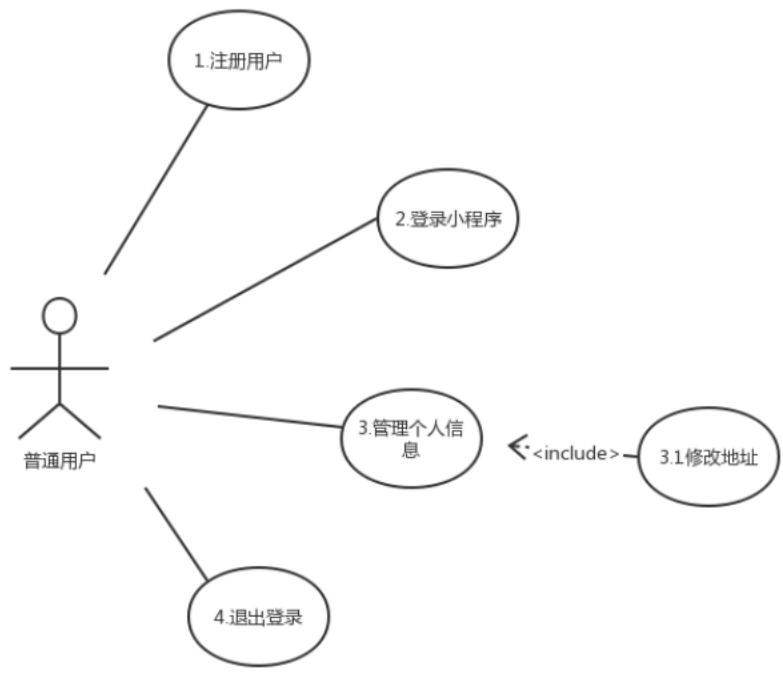 1.注册用户
2.登录小程序
3.管理个人信
息
<include>
3.1修改地址
普通用户
4.退出登录